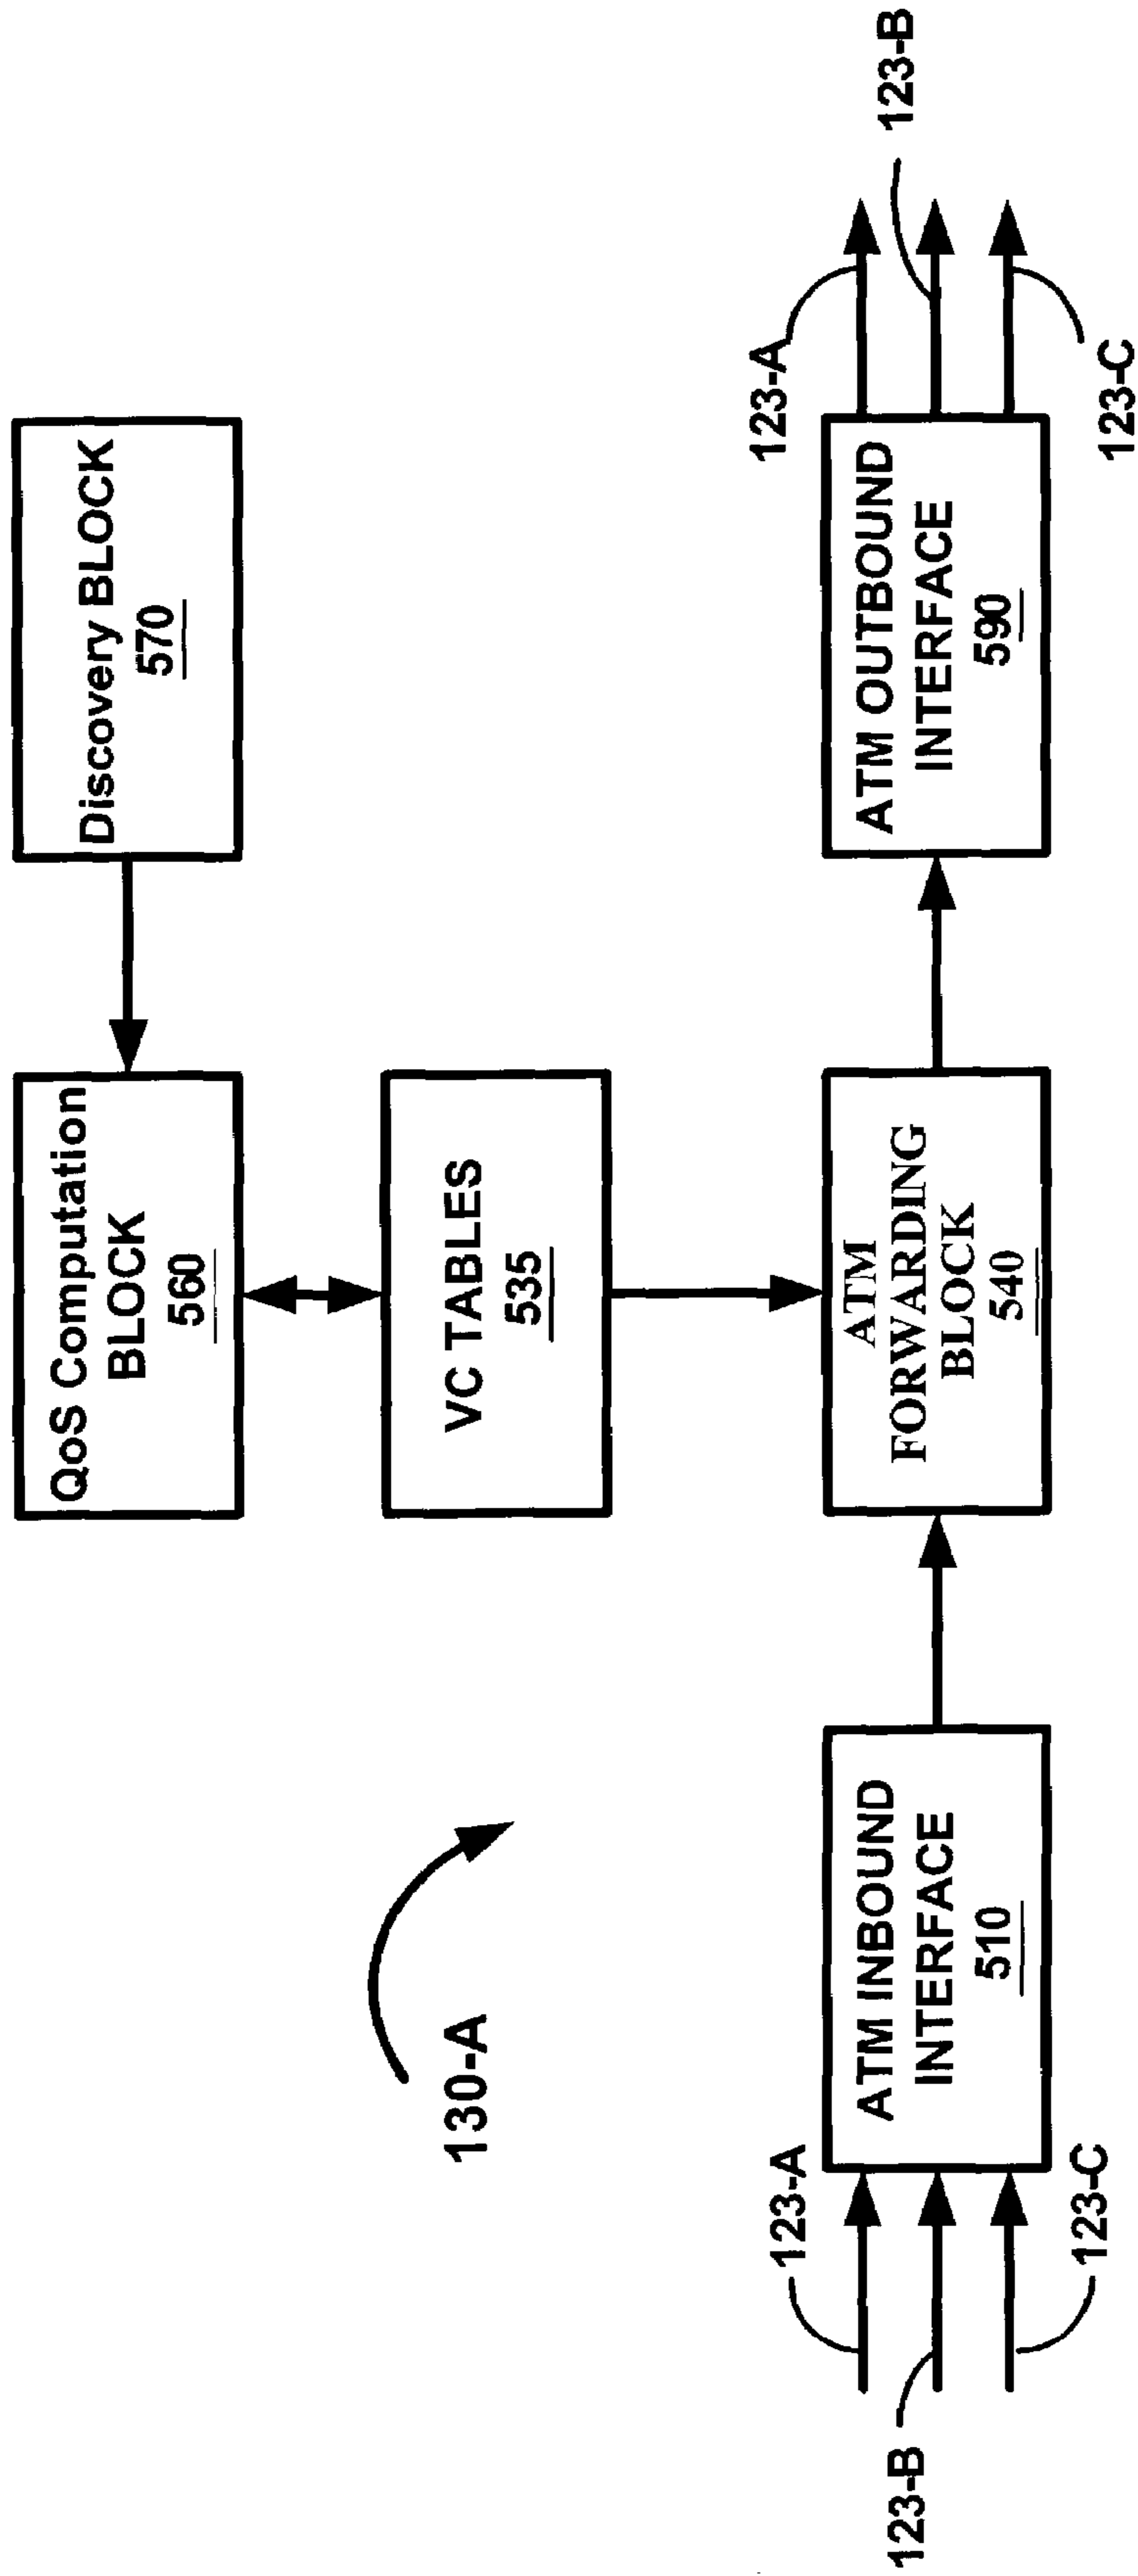 QoS Computation
BLOCK
560
Discovery BLOCK
570
VC TABLES
535
130-A
123-A
123-B
123-C
ATM INBOUND
INTERFACE
510
ATM
FORWARDING
BLOCK
540
ATM OUTBOUND
INTERFACE
590
123-A
123-B
123-C